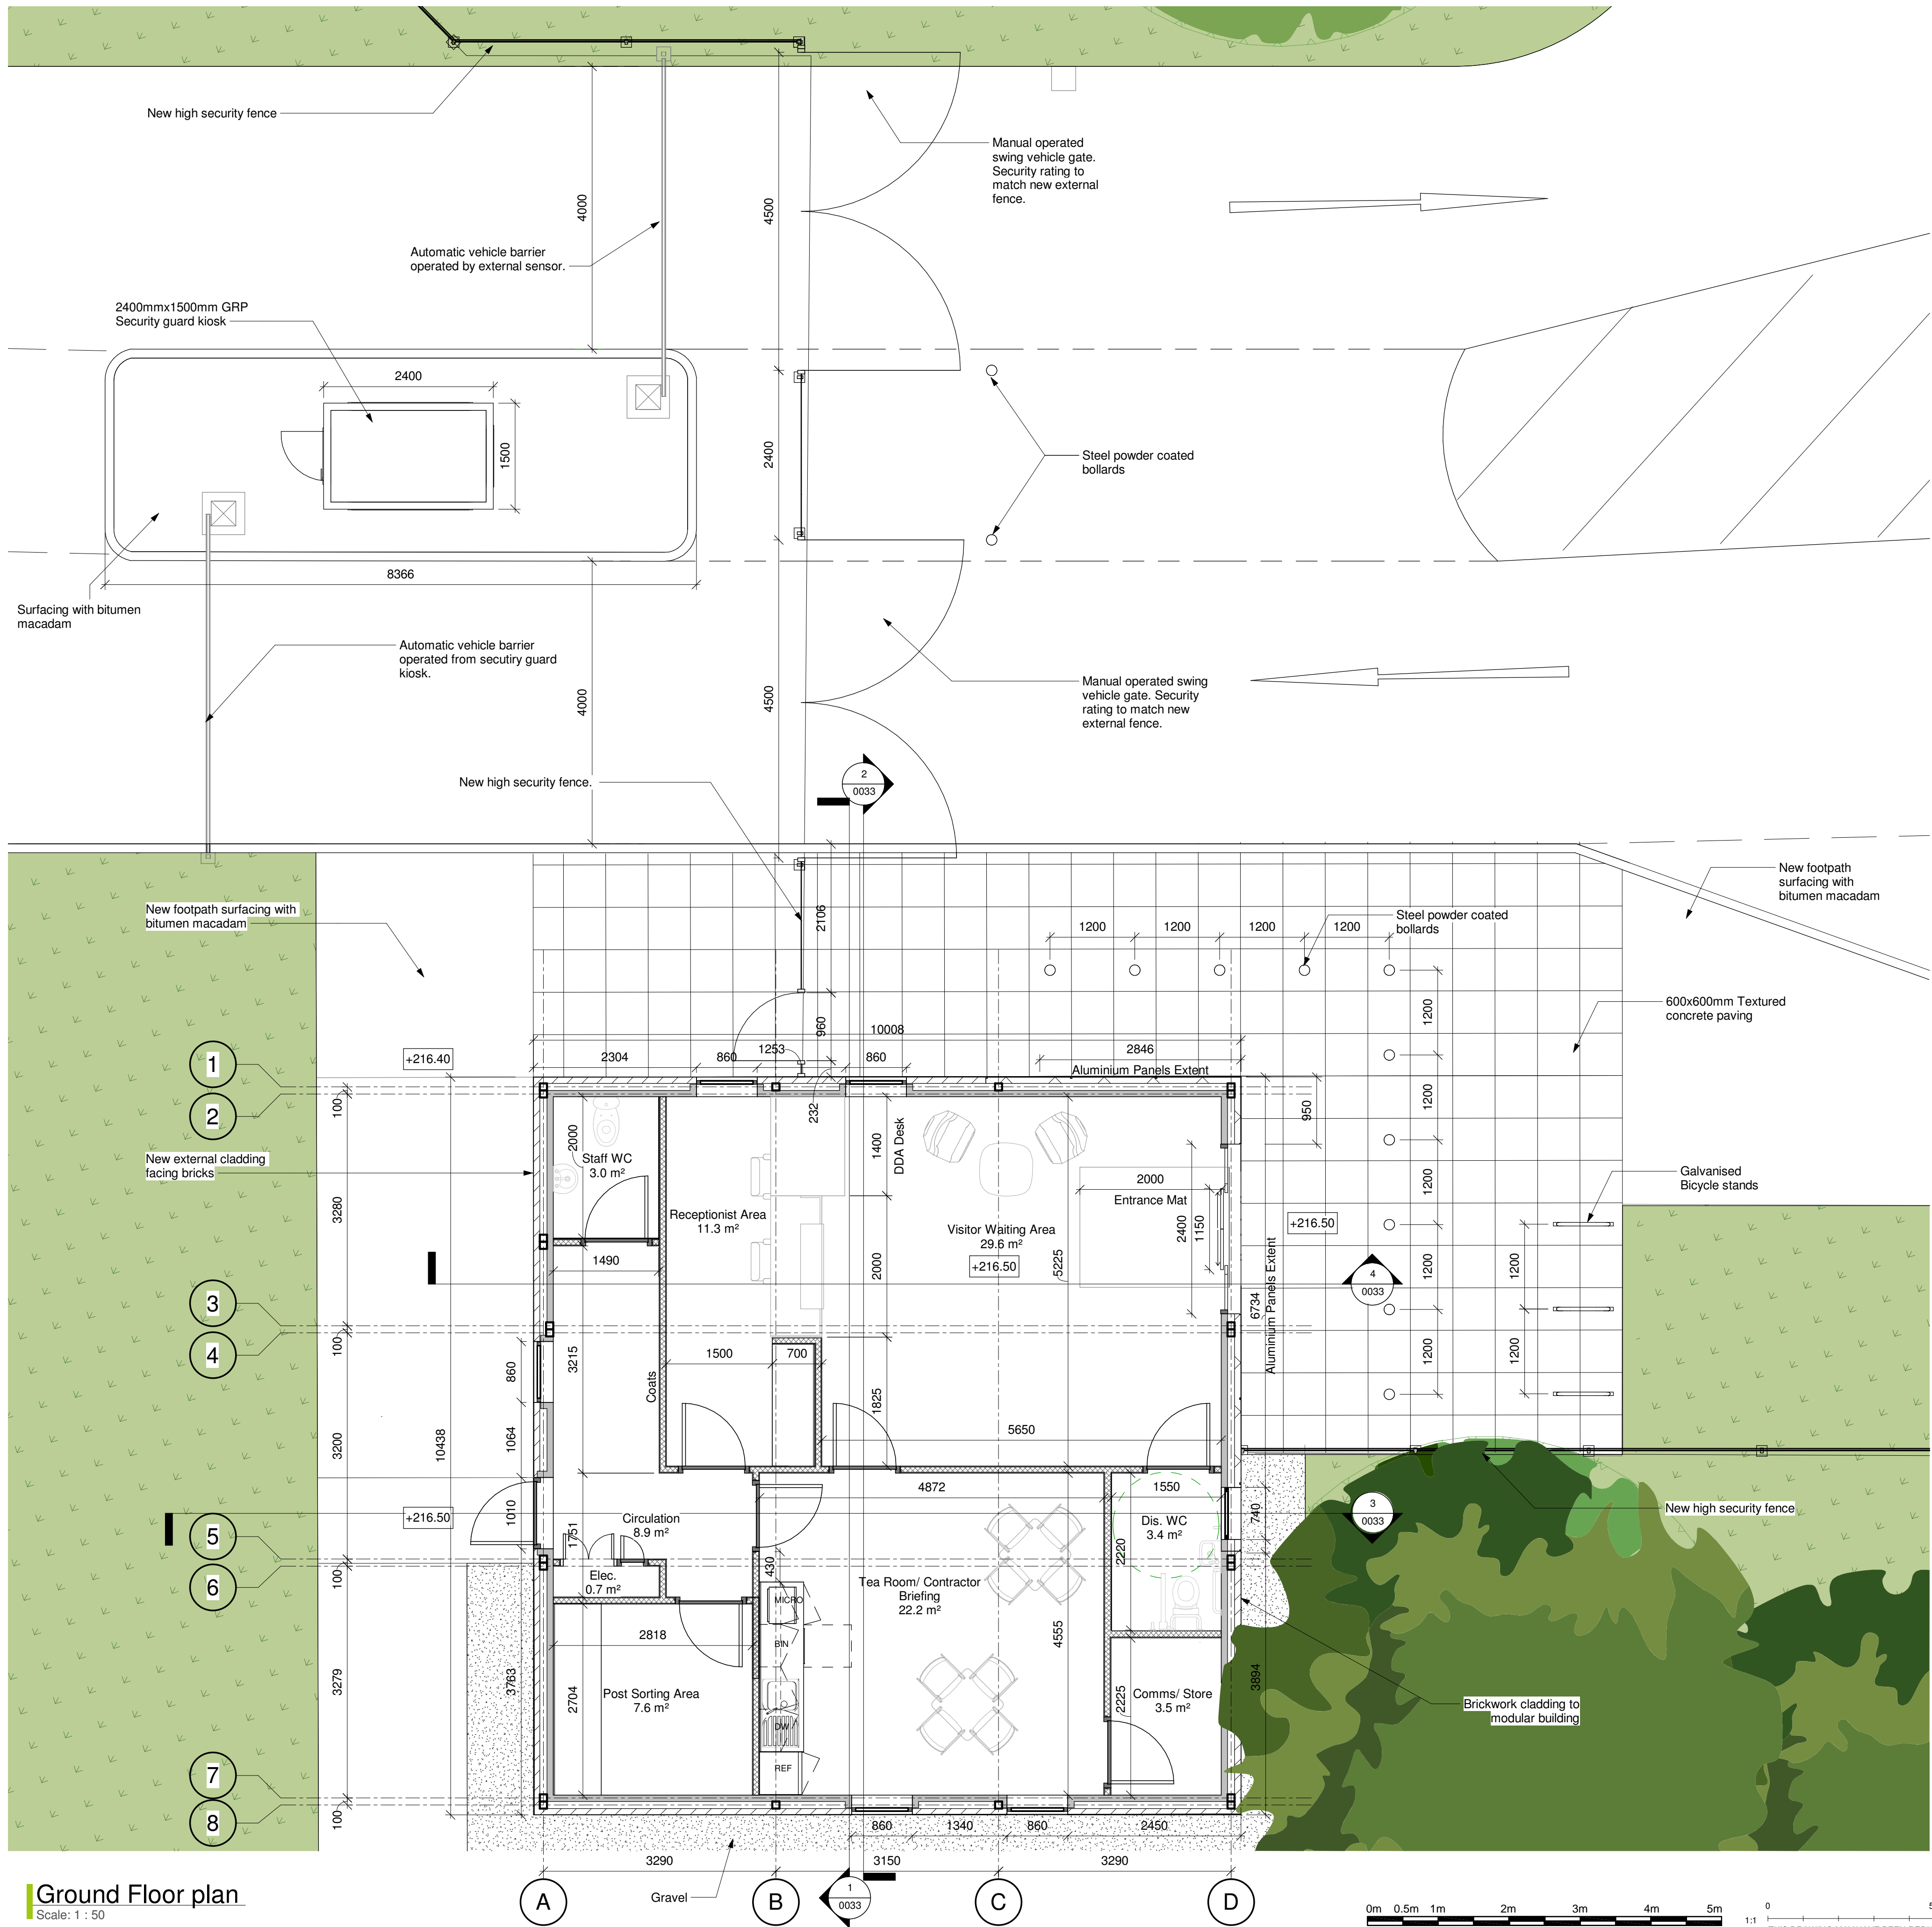 New high security fence
Manual operated
swing vehicle gate.
Security rating to
match new external
fence.
4000
4500
Automatic vehicle barrier
operated by external sensor.
2400mmx1500mm GRP
Security guard kiosk
2400
1500
2400
Steel powder coated
bollards
8366
Surfacing with bitumen
macadam
Automatic vehicle barrier
operated from secutiry guard
kiosk.
4000
4500
Manual operated swing
vehicle gate. Security
rating to match new
external fence.
New high security fence.
2
0033
New footpath
surfacing with
bitumen macadam
New footpath surfacing with
bitumen macadam
2106
1200
1200
1200
1200
Steel powder coated
bollards
600x600mm Textured
concrete paving
1200
960
10008
1253
2304
860
860
2846
Aluminium Panels Extent
+216.40
1
2
100
232
950
1200
New external cladding
facing bricks
2000
Staff WC
3.0 m²
1400
DDA Desk
2000
Entrance Mat
2400
1150
1200
Galvanised
Bicycle stands
3280
Receptionist Area
11.3 m²
Visitor Waiting Area
29.6 m²
+216.50
+216.50
1490
2000
5225
6734
Aluminium Panels Extent
4
0033
1200
1200
3
4
100
860
3215
Coats
1500
700
1825
1200
1200
5650
3200
10438
1064
4872
1550
740
3
0033
New high security fence
+216.50
1010
1751
Circulation
8.9 m²
Dis. WC
3.4 m²
2220
5
6
100
Elec.
0.7 m²
430
Tea Room/ Contractor
Briefing
22.2 m²
MICRO
BIN
2818
4555
3279
3763
2704
Post Sorting Area
7.6 m²
DW
REF
2225
Comms/ Store
3.5 m²
3894
Brickwork cladding to
modular building
7
8
100
860
1340
860
2450
3290
3150
3290
Gravel
A
B
C
D
1
0033
Ground Floor plan
Scale: 1 : 50
0m
0.5m
1m
2m
3m
4m
5m
1:1
0